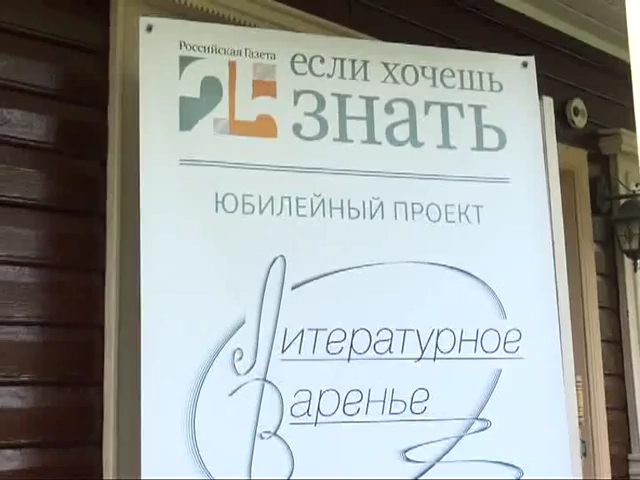 Российская Газета
25
если хочешь
знать
ЮБИЛЕЙНЫЙ ПРОЕКТ
Литературное
Варенье